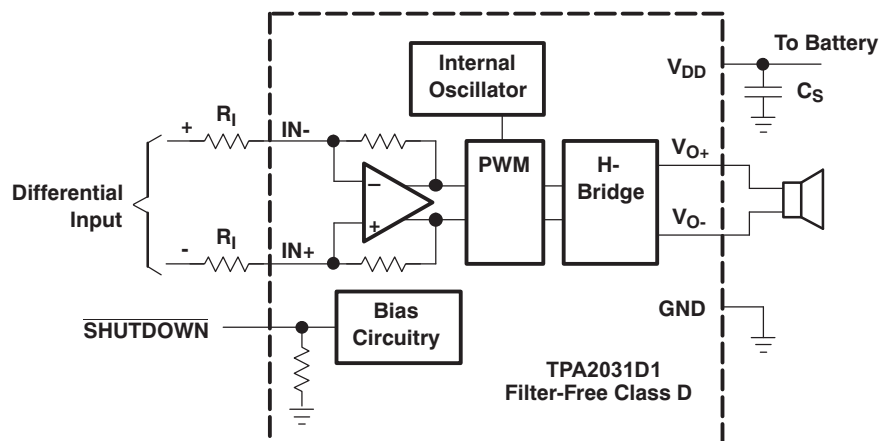 To Battery
Internal
Oscillator
V_DD
C_S
R_I
+
IN-
Differential
Input
PWM
H-
Bridge
V_O+
V_O-
−
+
-
R_I
IN+
SHUTDOWN
Bias
Circuitry
GND
TPA2031D1
Filter-Free Class D